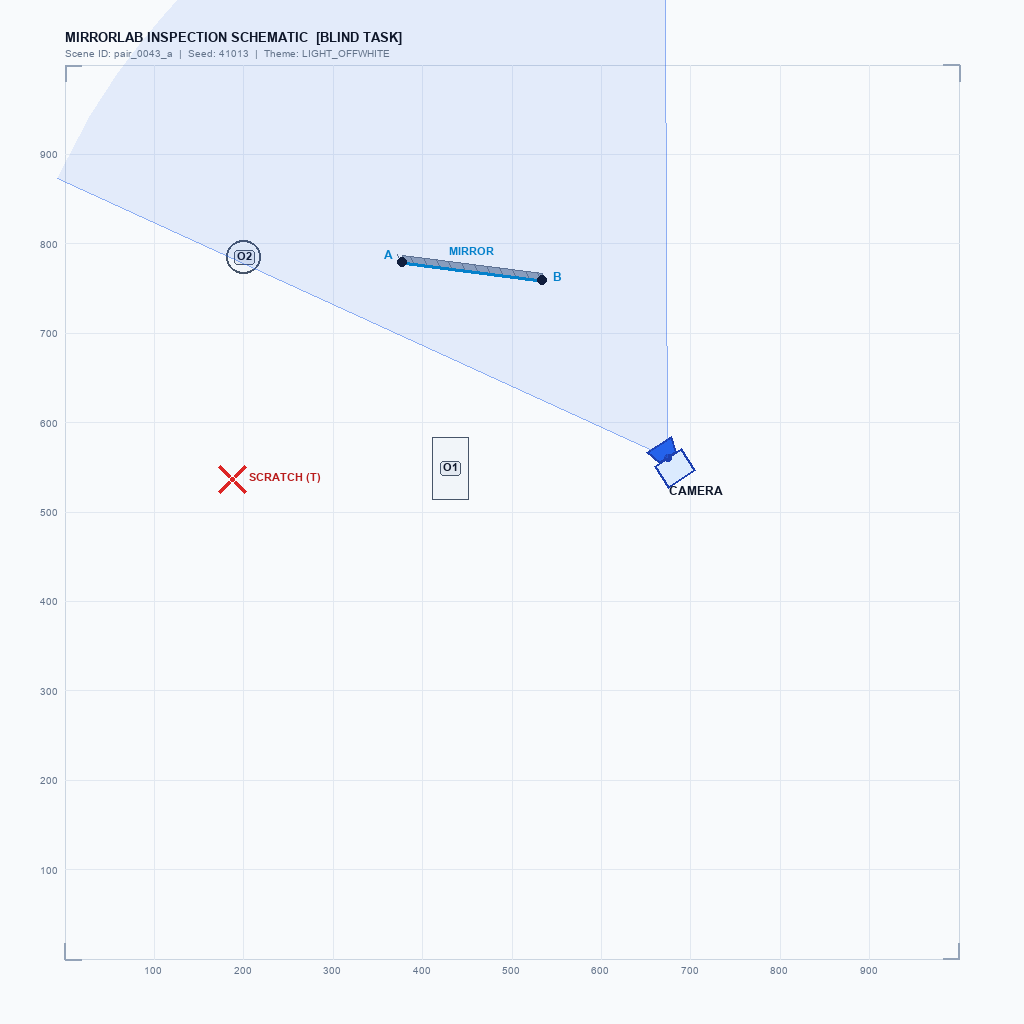 MIRRORLAB INSPECTION SCHEMATIC [BLIND TASK]
Scene ID: pair_0043_a | Seed: 41013 | Theme: LIGHT_OFFWHITE
900
800
700
600
500
400
300
200
100
A
MIRROR
B
O2
O1
SCRATCH (T)
CAMERA
100 200 300 400 500 600 700 800 900